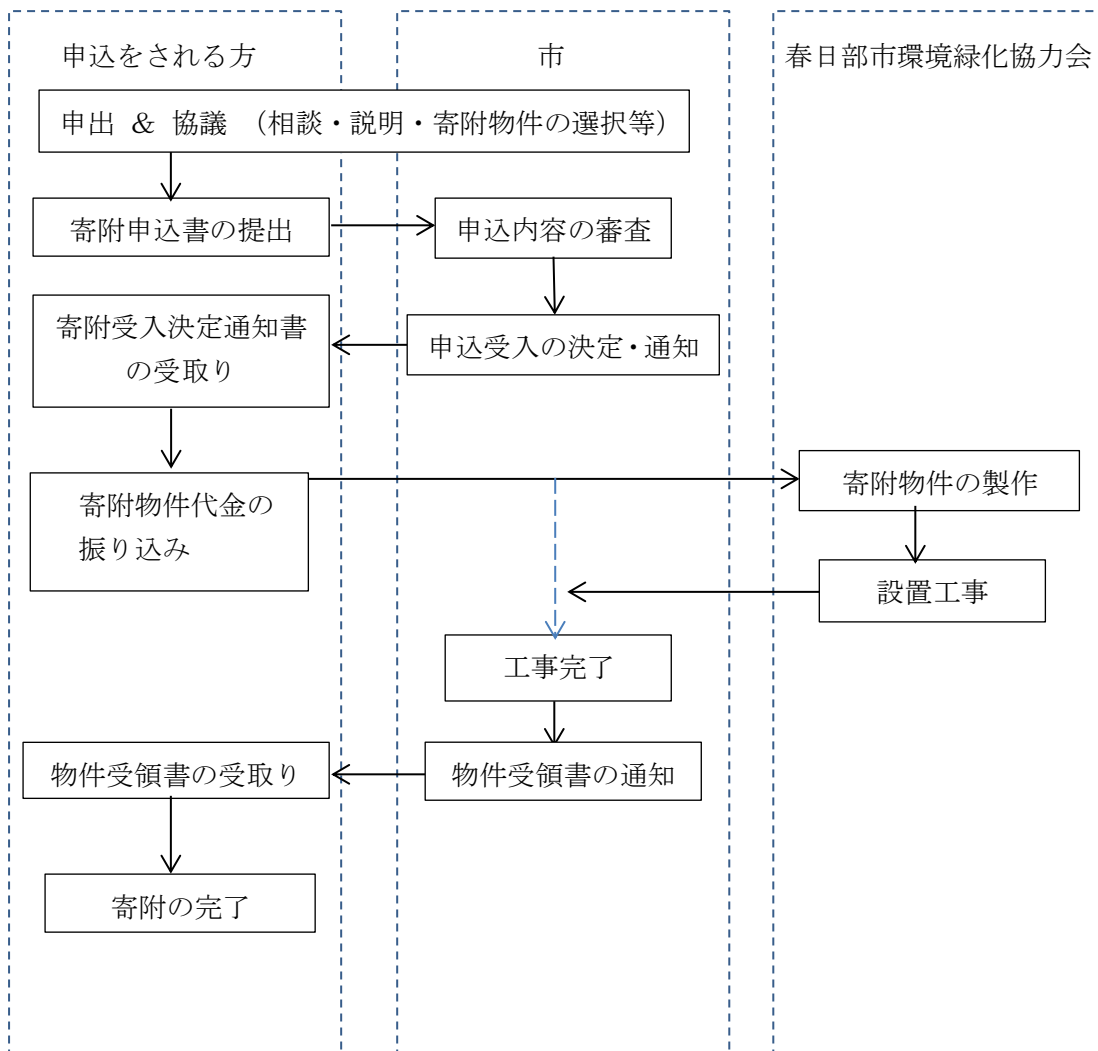 申込をされる方
市
春日部市環境緑化協力会
申出 & 協議 (相談・説明・寄附物件の選択等)
寄附申込書の提出
申込内容の審査
寄附受入決定通知書
の受取り
申込受入の決定・通知
寄附物件代金の
振り込み
寄附物件の製作
設置工事
工事完了
物件受領書の受取り
物件受領書の通知
寄附の完了